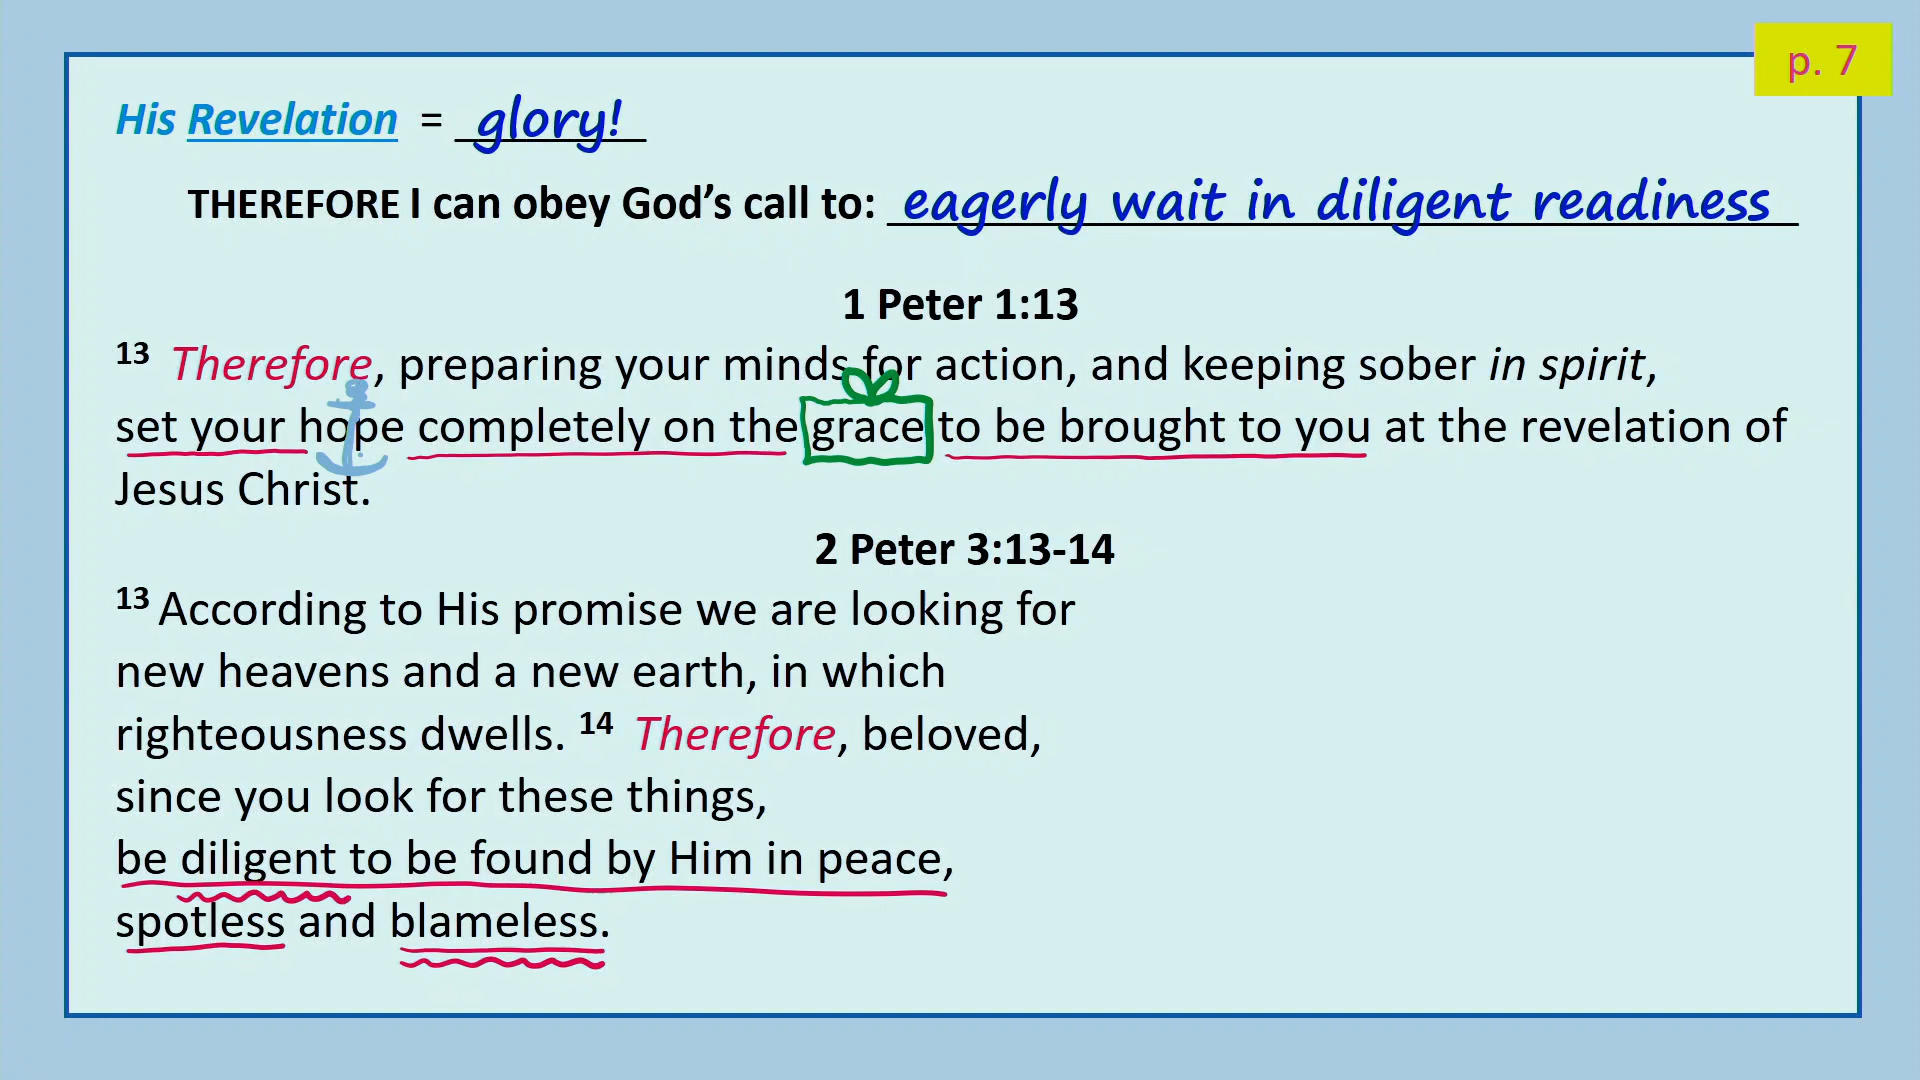 p. 7
His Revelation = glory!
THEREFORE I can obey God’s call to: eagerly wait in diligent readiness
1 Peter 1:13
13 Therefore, preparing your minds for action, and keeping sober in spirit,
set your hope completely on the grace to be brought to you at the revelation of
Jesus Christ.
2 Peter 3:13-14
13 According to His promise we are looking for
new heavens and a new earth, in which
righteousness dwells. 14 Therefore, beloved,
since you look for these things,
be diligent to be found by Him in peace,
spotless and blameless.